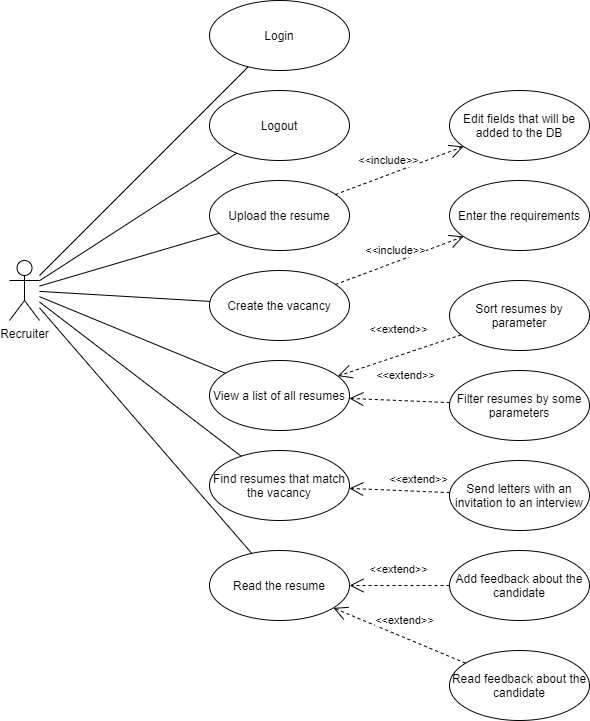 Login
Logout
Edit fields that will be
added to the DB
<<include>>
Upload the resume
Enter the requirements
<<include>>
Recruiter
Create the vacancy
Sort resumes by
parameter
<<extend>>
<<extend>>
View a list of all resumes
Filter resumes by some
parameters
Find resumes that match
the vacancy
<<extend>>
Send letters with an
invitation to an interview
<<extend>>
Read the resume
Add feedback about the
candidate
<<extend>>
Read feedback about the
candidate